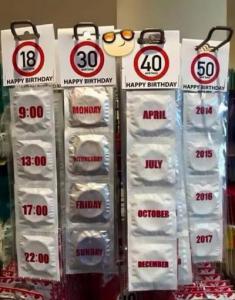 18
HAPPY BIRTHDAY
9:00
13:00
17:00
22:00
30
HAPPY BIRTHDAY
MONDAY
WEDNESDAY
FRIDAY
SUNDAY
40
HAPPY BIRTHDAY
APRIL
JULY
OCTOBER
DECEMBER
50
HAPPY BIRTHDAY
2014
2015
2016
2017